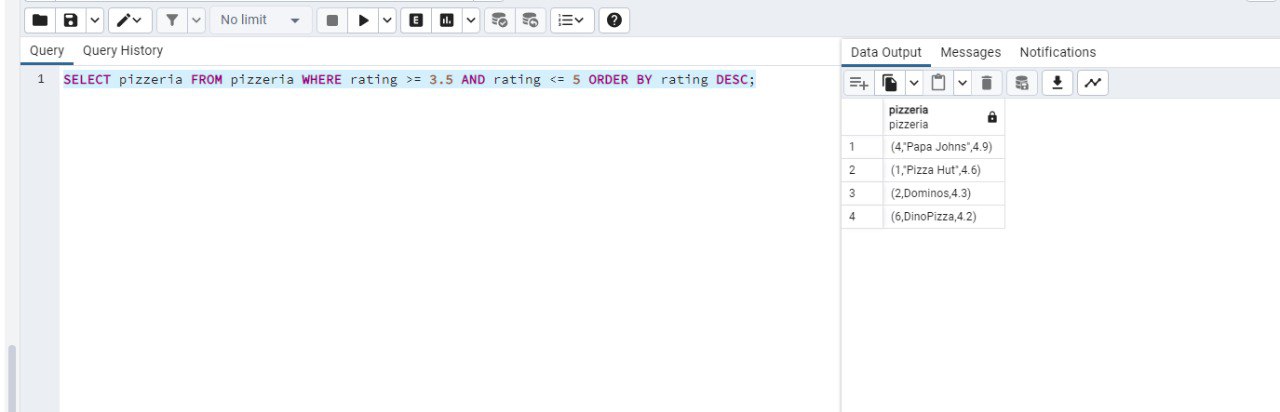 No limit
Query Query History
1 SELECT pizzeria FROM pizzeria WHERE rating >= 3.5 AND rating <= 5 ORDER BY rating DESC;
Data Output Messages Notifications
pizzeria
pizzeria
1 (4,"Papa Johns",4.9)
2 (1,"Pizza Hut",4.6)
3 (2,Dominos,4.3)
4 (6,DinoPizza,4.2)